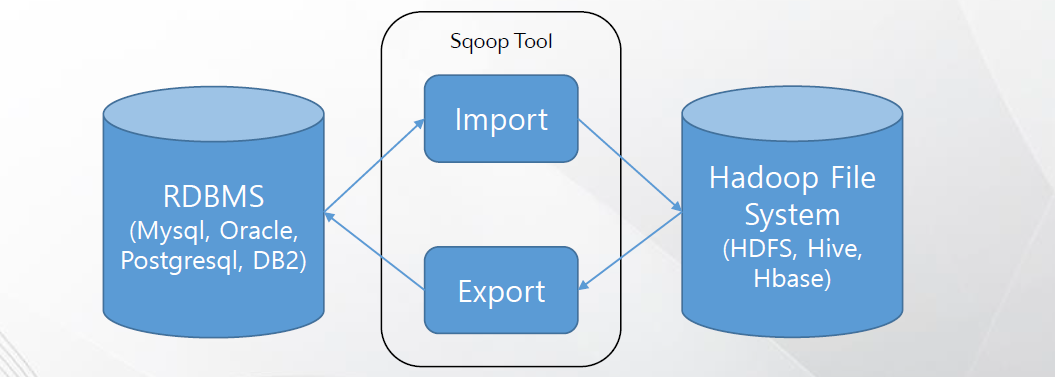 Sqoop Tool
Import
RDBMS
(Mysql, Oracle,
Postgresql, DB2)
Hadoop File
System
(HDFS, Hive,
Hbase)
Export